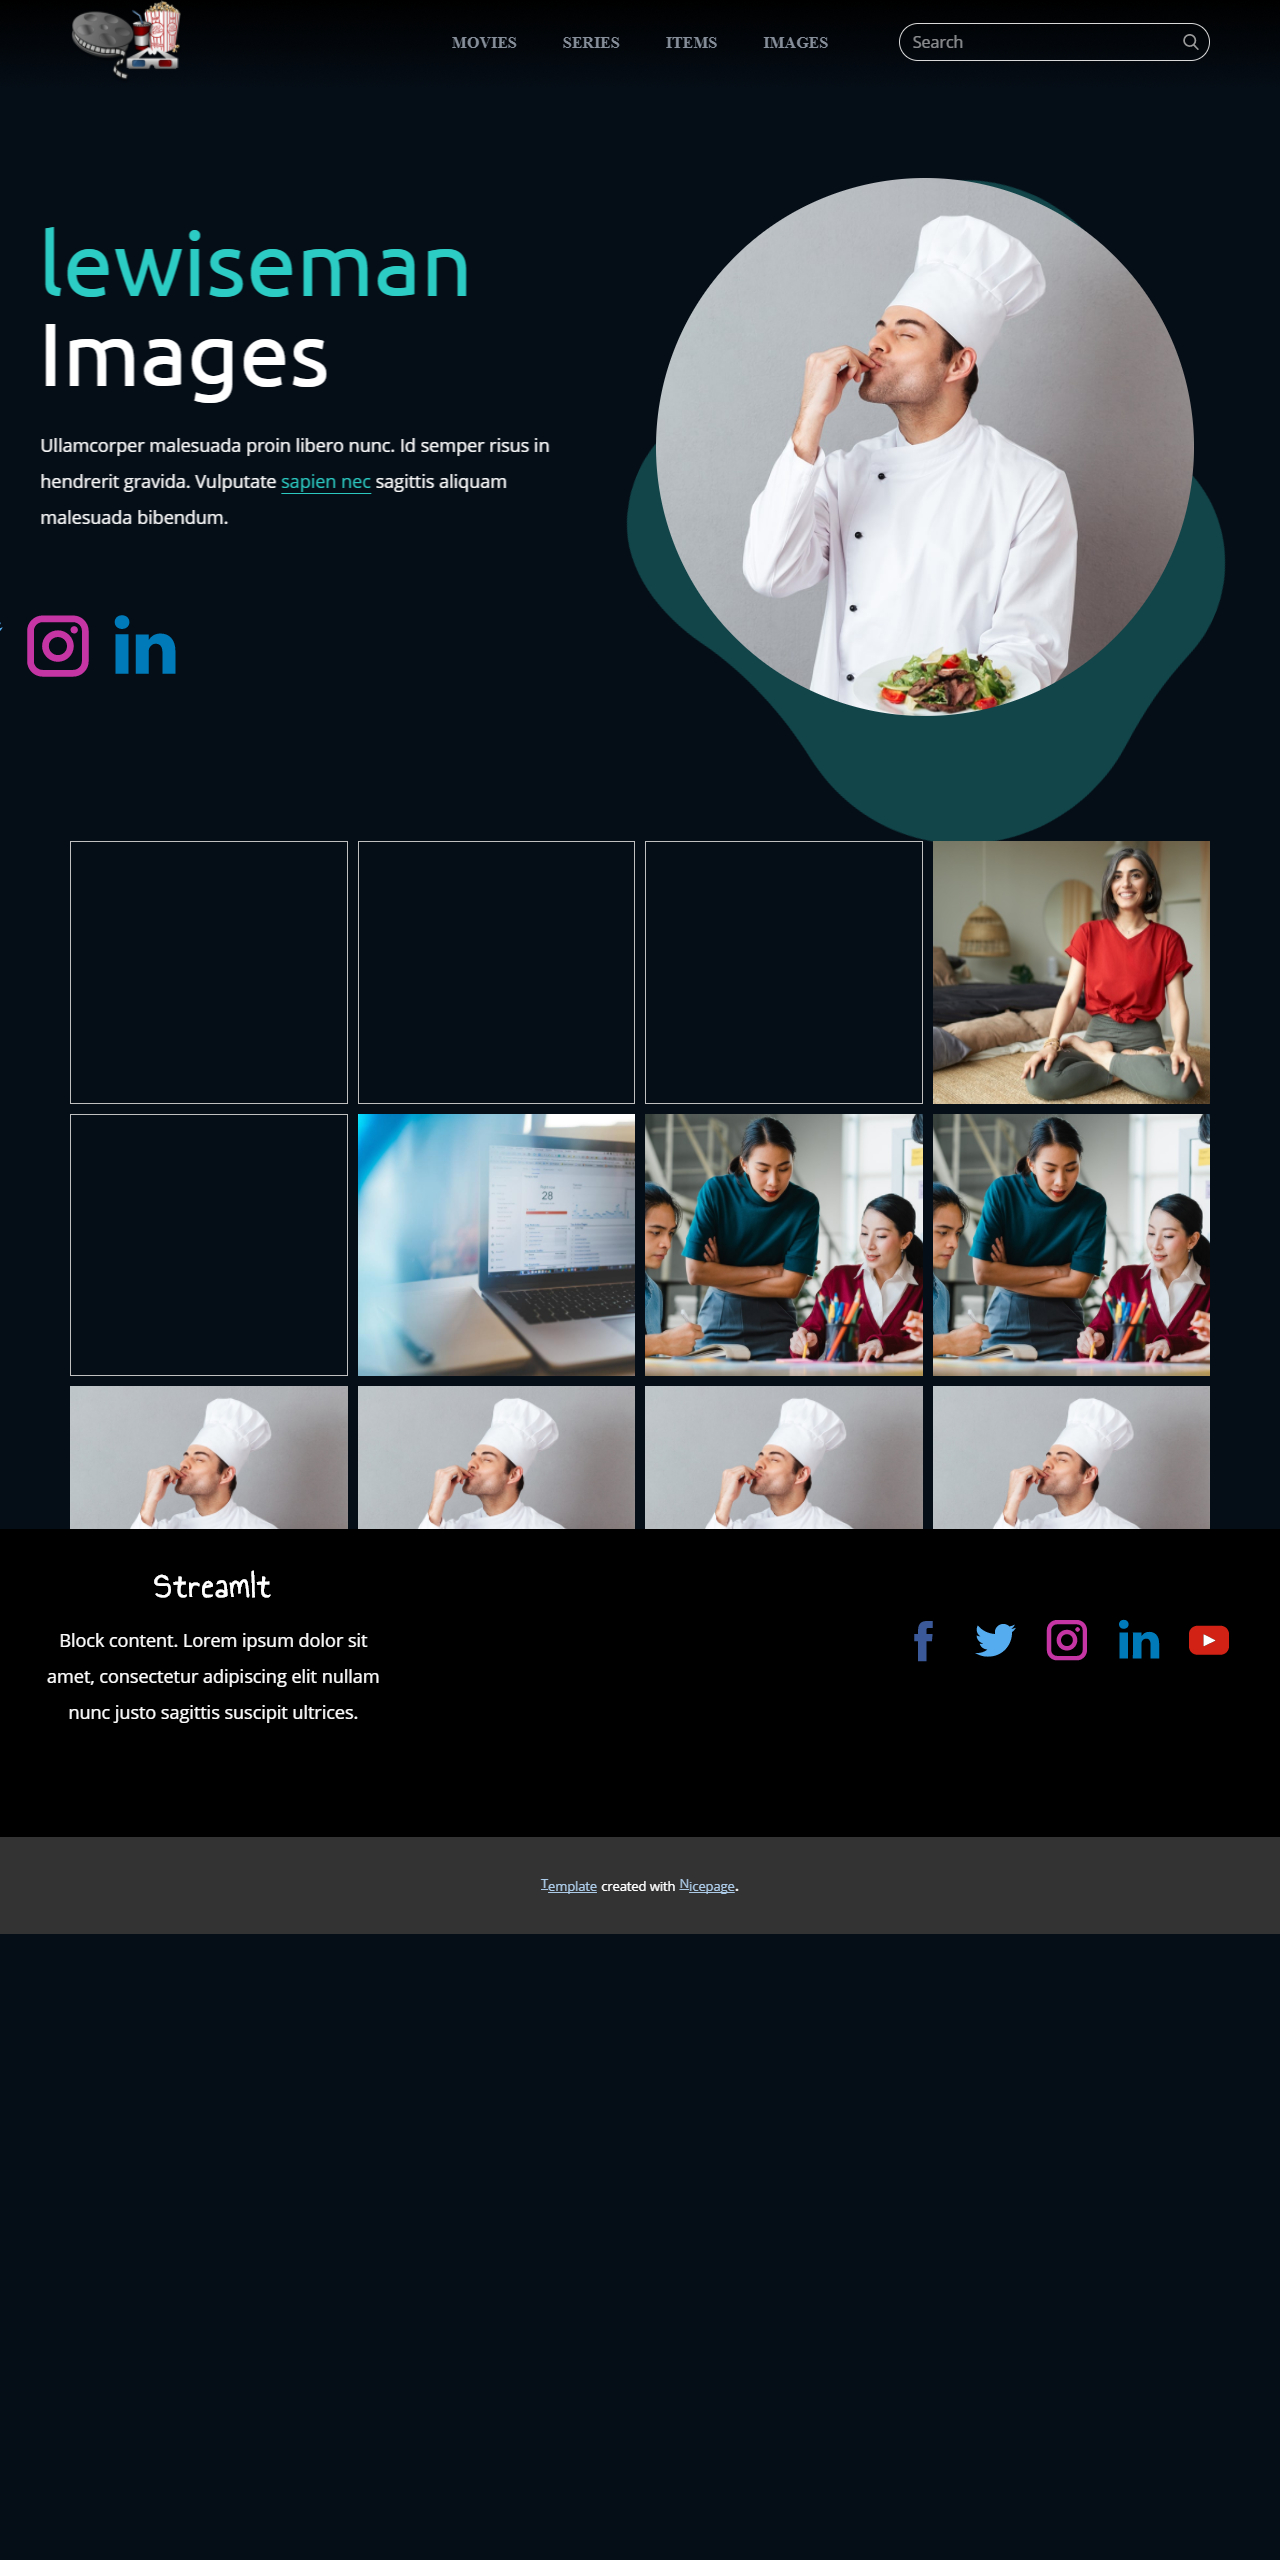 MOVIES SERIES ITEMS IMAGES Search
lewiseman
Images
Ullamcorper malesuada proin libero nunc. Id semper risus in
hendrerit gravida. Vulputate sapien nec sagittis aliquam
malesuada bibendum.
28
StreamIt
Block content. Lorem ipsum dolor sit
amet, consectetur adipiscing elit nullam
nunc justo sagittis suscipit ultrices.
Template created with Nicepage.